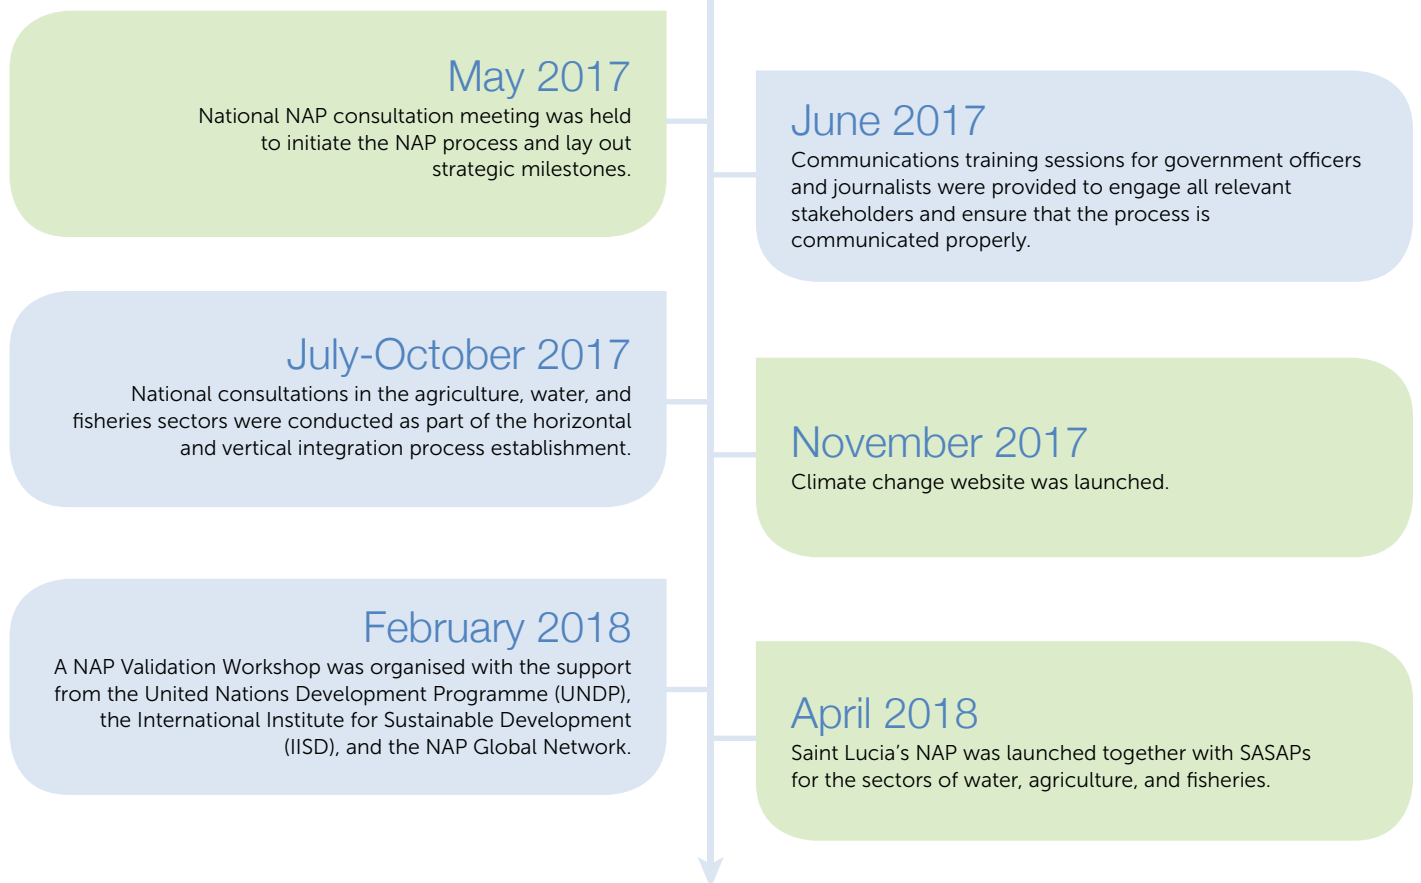 May 2017
National NAP consultation meeting was held
to initiate the NAP process and lay out
strategic milestones.
June 2017
Communications training sessions for government officers
and journalists were provided to engage all relevant
stakeholders and ensure that the process is
communicated properly.
July-October 2017
National consultations in the agriculture, water, and
fisheries sectors were conducted as part of the horizontal
and vertical integration process establishment.
November 2017
Climate change website was launched.
February 2018
A NAP Validation Workshop was organised with the support
from the United Nations Development Programme (UNDP),
the International Institute for Sustainable Development
(IISD), and the NAP Global Network.
April 2018
Saint Lucia’s NAP was launched together with SASAPs
for the sectors of water, agriculture, and fisheries.